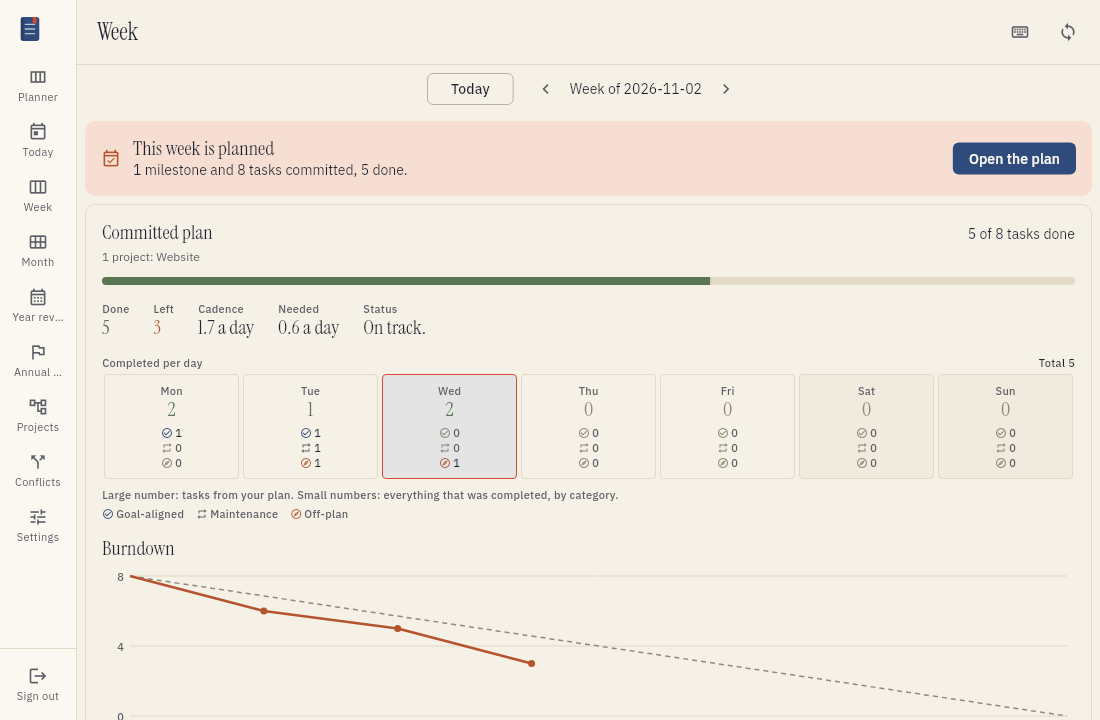 Week
Planner
Today
Week
Month
Year rev...
Annual ...
Projects
Conflicts
Settings
Sign out
Today
Week of 2026-11-02
This week is planned
1 milestone and 8 tasks committed, 5 done.
Open the plan
Committed plan
5 of 8 tasks done
1 project: Website
Done Left Cadence Needed Status
5 3 1.7 a day 0.6 a day On track.
Completed per day
Total 5
Mon Tue Wed Thu Fri Sat Sun
2 1 2 0 0 0 0
1 1 0 0 0 0 0
0 1 0 0 0 0 0
0 1 1 0 0 0 0
Large number: tasks from your plan. Small numbers: everything that was completed, by category.
Goal-aligned Maintenance Off-plan
Burndown
8
4
0